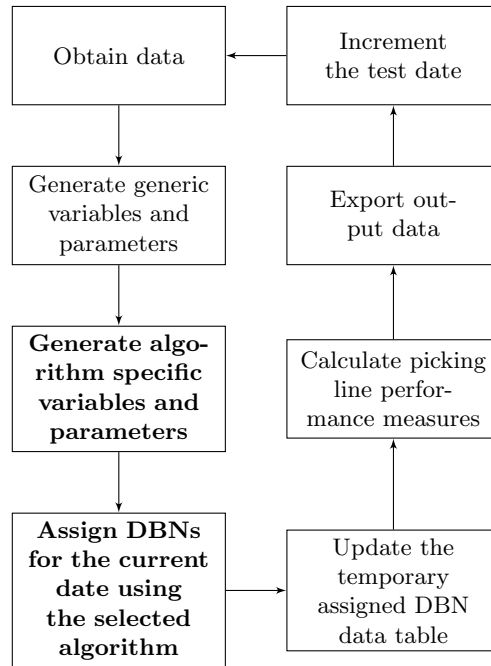 Obtain data
Generate generic
variables and
parameters
Generate algo-
rithm specific
variables and
parameters
Assign DBNs
for the current
date using
the selected
algorithm
Update the
temporary
assigned DBN
data table
Calculate picking
line perfor-
mance measures
Export out-
put data
Increment
the test date